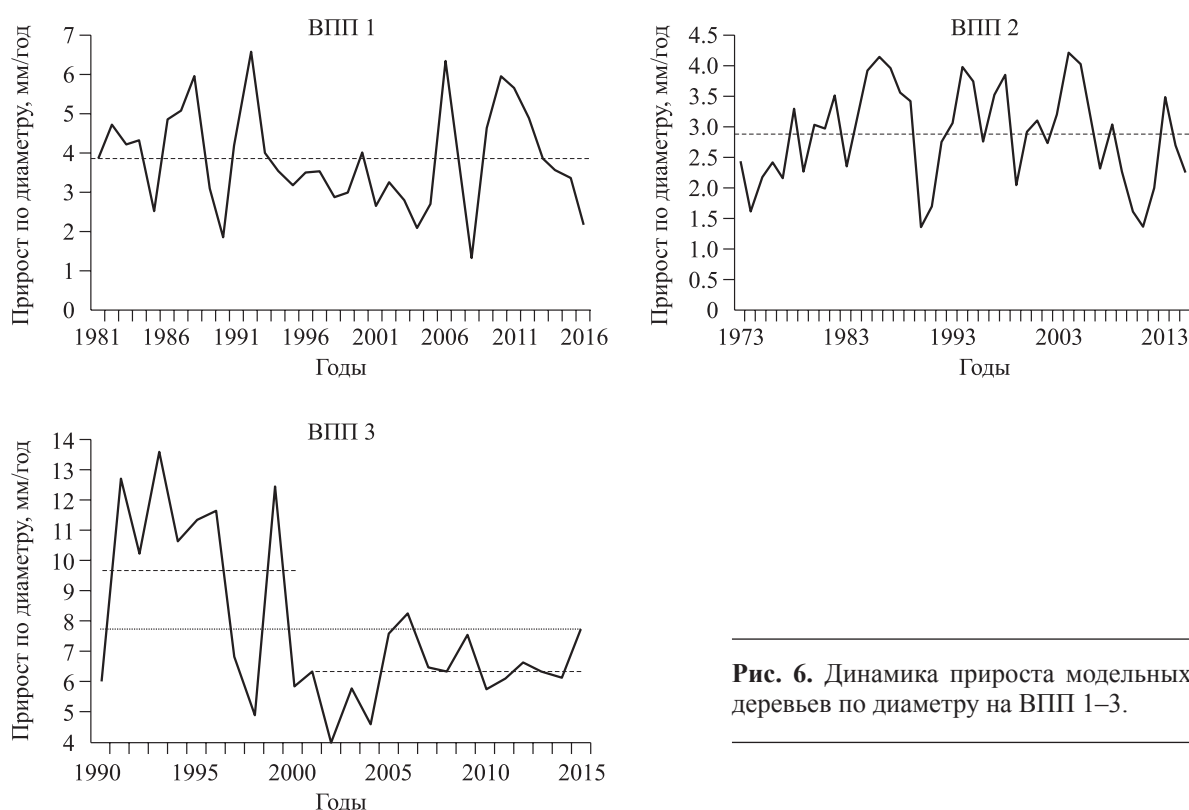 ВПП 1
Прирост по диаметру, мм/год
7
6
5
4
3
2
1
0
1981 1986 1991 1996 2001 2006 2011 2016
Годы
ВПП 2
Прирост по диаметру, мм/год
4.5
4.0
3.5
3.0
2.5
2.0
1.5
1.0
0.5
0
1973 1983 1993 2003 2013
Годы
ВПП 3
Прирост по диаметру, мм/год
14
13
12
11
10
9
8
7
6
5
4
1990 1995 2000 2005 2010 2015
Годы
Рис. 6. Динамика прироста модельных
деревьев по диаметру на ВПП 1–3.